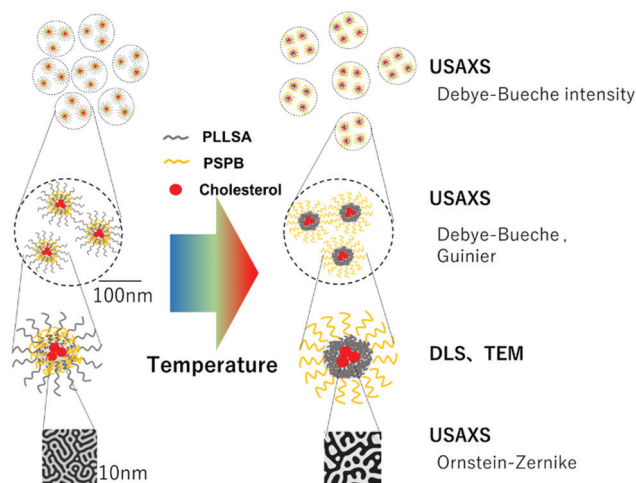 USAXS
Debye-Bueche intensity
PLLSA
PSPB
Cholesterol
USAXS
Debye-Bueche,
Guinier
100nm
Temperature
DLS、TEM
USAXS
Ornstein-Zernike
10nm